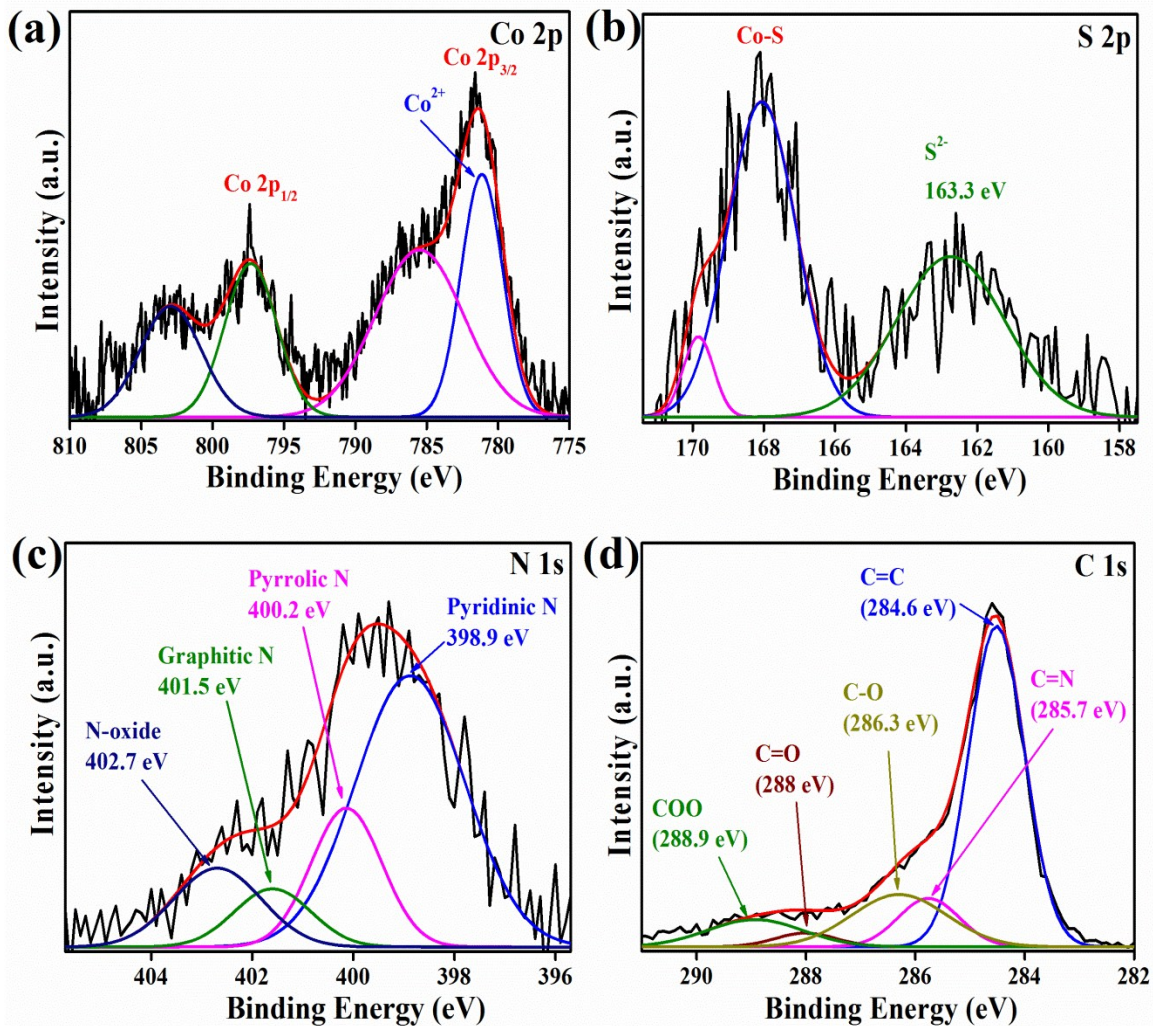 (a)
Co 2p
Co 2p3/2
Co2+
Co 2p1/2
Intensity (a.u.)
810 805 800 795 790 785 780 775
Binding Energy (eV)
(b)
S 2p
Co-S
S2-
163.3 eV
Intensity (a.u.)
170 168 166 164 162 160 158
Binding Energy (eV)
(c)
N 1s
Pyrrolic N
400.2 eV
Pyridinic N
398.9 eV
Graphitic N
401.5 eV
N-oxide
402.7 eV
Intensity (a.u.)
404 402 400 398 396
Binding Energy (eV)
(d)
C 1s
C=C
(284.6 eV)
C=N
(285.7 eV)
C-O
(286.3 eV)
C=O
(288 eV)
COO
(288.9 eV)
Intensity (a.u.)
290 288 286 284 282
Binding Energy (eV)